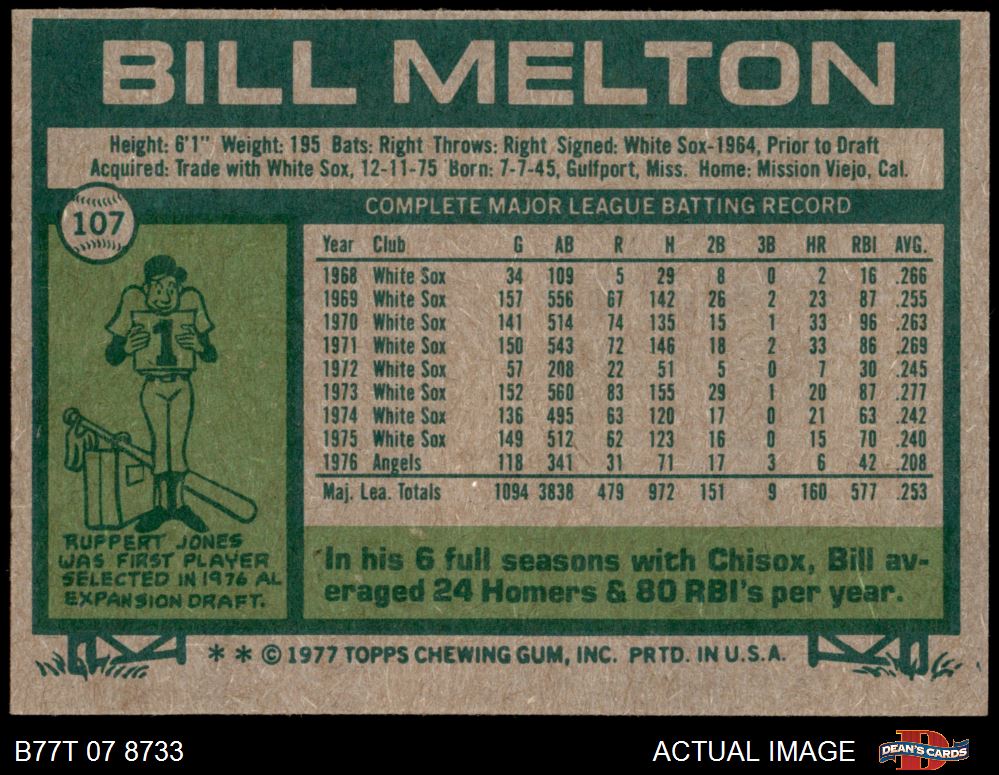 BILL MELTON
Height: 6'1" Weight: 195 Bats: Right Throws: Right Signed: White Sox-1964, Prior to Draft
Acquired: Trade with White Sox, 12-11-75 Born: 7-7-45, Gulfport, Miss. Home: Mission Viejo, Cal.
107
COMPLETE MAJOR LEAGUE BATTING RECORD
Year Club G AB R H 2B 3B HR RBI AVG.
1968 White Sox 34 109 5 29 8 0 2 16 .266
1969 White Sox 157 556 67 142 26 2 23 87 .255
1970 White Sox 141 514 74 135 15 1 33 96 .263
1971 White Sox 150 543 72 146 18 2 33 86 .269
1972 White Sox 57 208 22 51 5 0 7 30 .245
1973 White Sox 152 560 83 155 29 1 20 87 .277
1974 White Sox 136 495 63 120 17 0 21 63 .242
1975 White Sox 149 512 62 123 16 0 15 70 .240
1976 Angels 118 341 31 71 17 3 6 42 .208
Maj. Lea. Totals 1094 3838 479 972 151 9 160 577 .253
1
RUPPERT JONES
WAS FIRST PLAYER
SELECTED IN 1976 AL
EXPANSION DRAFT.
In his 6 full seasons with Chisox, Bill av-
eraged 24 Homers & 80 RBI's per year.
* * © 1977 TOPPS CHEWING GUM, INC. PRTD. IN U.S.A.
B77T 07 8733
ACTUAL IMAGE
D
DEAN'S CARDS